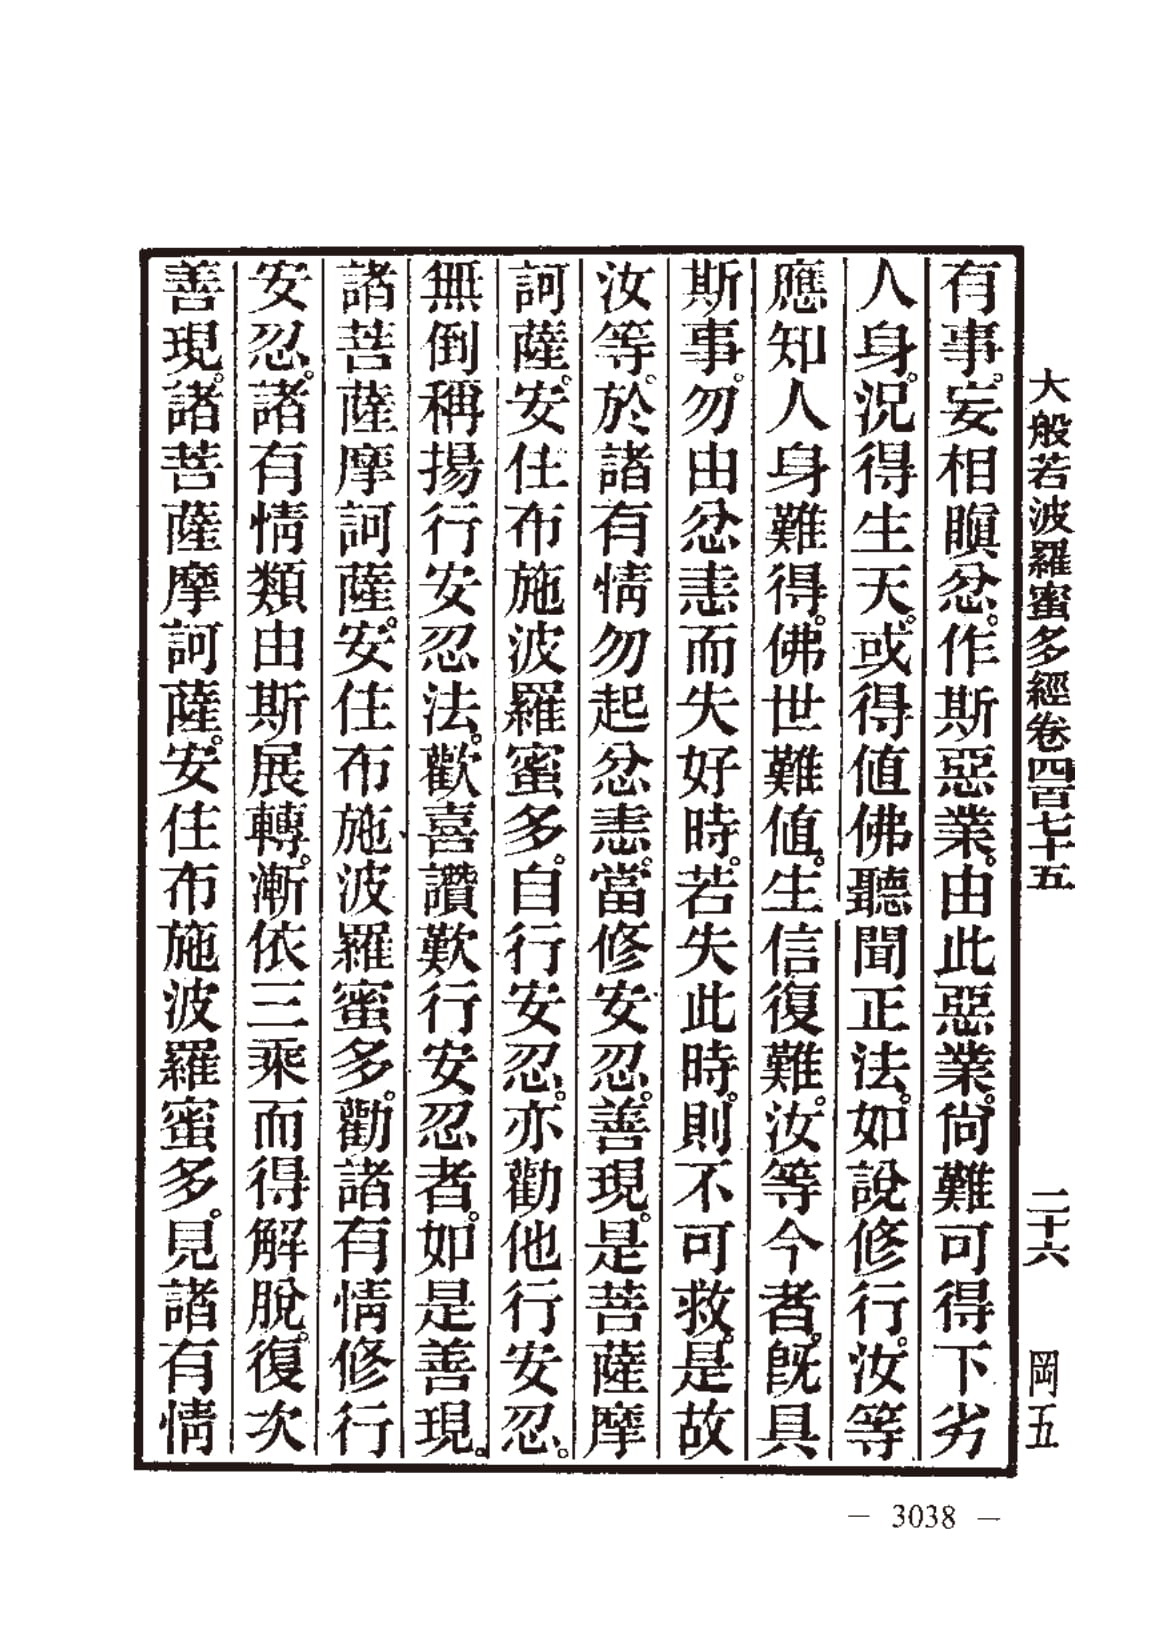 大般若波羅蜜多經卷四百七十五　二十六　岡五
有事。妄相瞋忿。作斯惡業。由此惡業。尙難可得下劣
人身。況得生天。或得值佛聽聞正法。如說修行。汝等
應知人身難得。佛世難值。生信復難。汝等今者。旣具
斯事。勿由忿恚而失好時。若失此時。則不可救。是故
汝等。於諸有情勿起忿恚。當修安忍。善現。是菩薩摩
訶薩。安住布施波羅蜜多。自行安忍。亦勸他行安忍。
無倒稱揚行安忍法。歡喜讚歎行安忍者。如是善現。
諸菩薩摩訶薩。安住布施波羅蜜多。勸諸有情修行
安忍。諸有情類由斯展轉。漸依三乘而得解脫。復次
善現。諸菩薩摩訶薩。安住布施波羅蜜多。見諸有情
— 3038 —